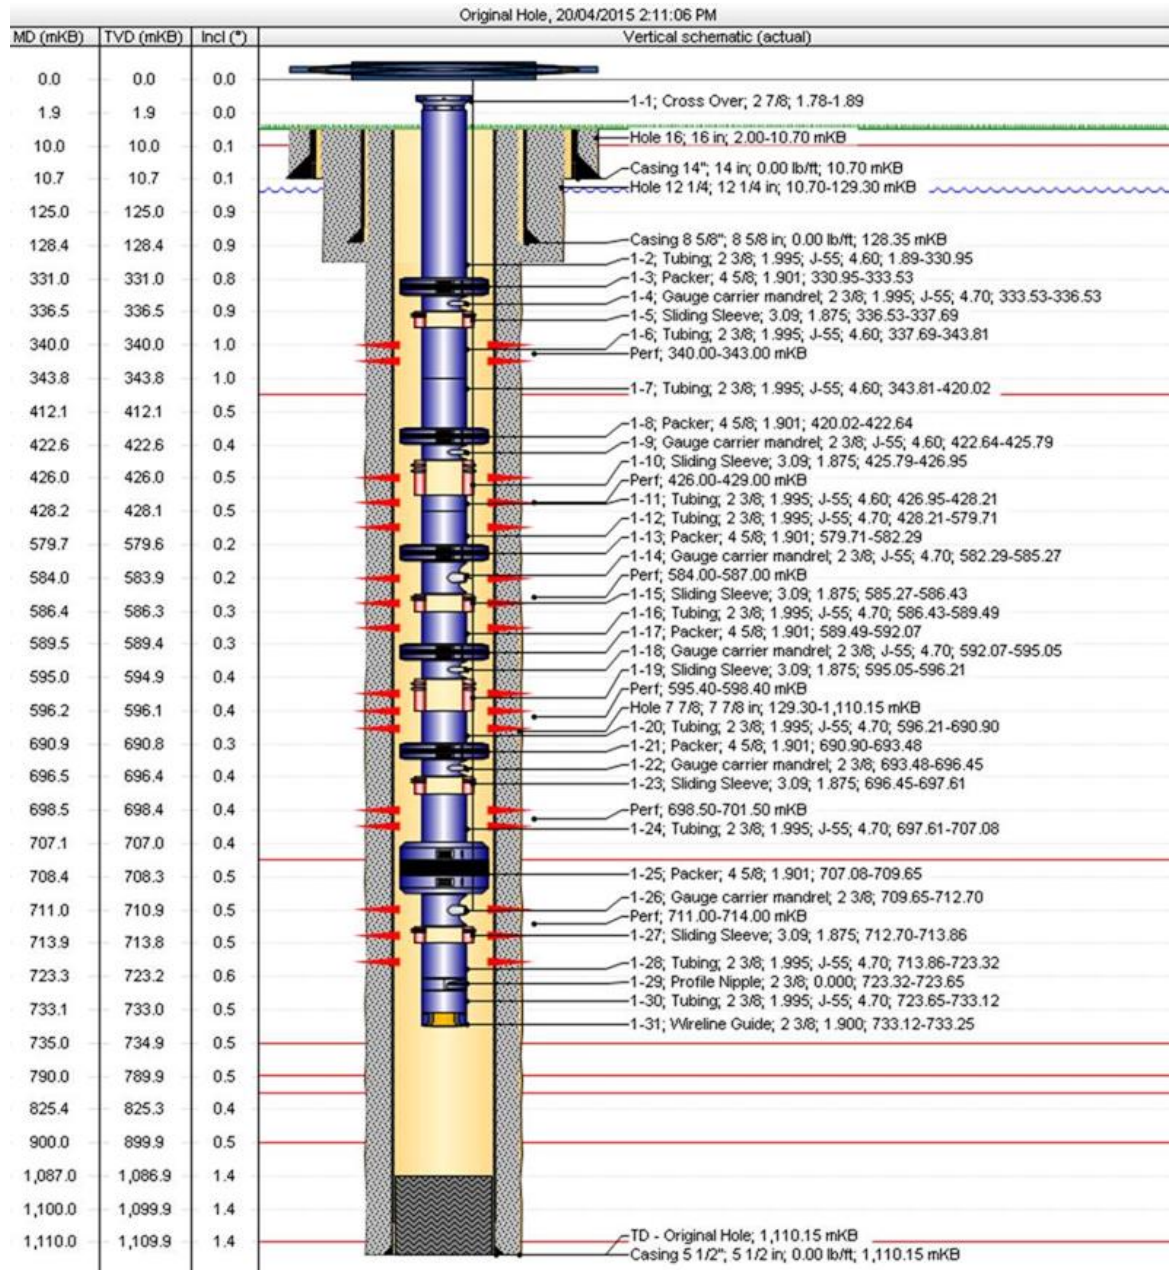 Original Hole, 20/04/2015 2:11:06 PM
MD (mKB) TVD (mKB) Incl (°) Vertical schematic (actual)
0.0 0.0 0.0
1-1; Cross Over; 2 7/8; 1.78-1.89
1.9 1.9 0.0
Hole 16; 16 in; 2.00-10.70 mKB
10.0 10.0 0.1
Casing 14"; 14 in; 0.00 lb/ft; 10.70 mKB
10.7 10.7 0.1
Hole 12 1/4; 12 1/4 in; 10.70-129.30 mKB
125.0 125.0 0.9
Casing 8 5/8"; 8 5/8 in; 0.00 lb/ft; 128.35 mKB
128.4 128.4 0.9
1-2; Tubing; 2 3/8; 1.995; J-55; 4.60; 1.89-330.95
1-3; Packer; 4 5/8; 1.901; 330.95-333.53
331.0 331.0 0.8
1-4; Gauge carrier mandrel; 2 3/8; 1.995; J-55; 4.70; 333.53-336.53
336.5 336.5 0.9
1-5; Sliding Sleeve; 3.09; 1.875; 336.53-337.69
1-6; Tubing; 2 3/8; 1.995; J-55; 4.60; 337.69-343.81
340.0 340.0 1.0
Perf; 340.00-343.00 mKB
343.8 343.8 1.0
1-7; Tubing; 2 3/8; 1.995; J-55; 4.60; 343.81-420.02
412.1 412.1 0.5
1-8; Packer; 4 5/8; 1.901; 420.02-422.64
422.6 422.6 0.4
1-9; Gauge carrier mandrel; 2 3/8; J-55; 4.60; 422.64-425.79
1-10; Sliding Sleeve; 3.09; 1.875; 425.79-426.95
426.0 426.0 0.5
Perf; 426.00-429.00 mKB
1-11; Tubing; 2 3/8; 1.995; J-55; 4.60; 426.95-428.21
428.2 428.1 0.5
1-12; Tubing; 2 3/8; 1.995; J-55; 4.70; 428.21-579.71
1-13; Packer; 4 5/8; 1.901; 579.71-582.29
579.7 579.6 0.2
1-14; Gauge carrier mandrel; 2 3/8; J-55; 4.70; 582.29-585.27
584.0 583.9 0.2
Perf; 584.00-587.00 mKB
1-15; Sliding Sleeve; 3.09; 1.875; 585.27-586.43
586.4 586.3 0.3
1-16; Tubing; 2 3/8; 1.995; J-55; 4.70; 586.43-589.49
1-17; Packer; 4 5/8; 1.901; 589.49-592.07
589.5 589.4 0.3
1-18; Gauge carrier mandrel; 2 3/8; J-55; 4.70; 592.07-595.05
1-19; Sliding Sleeve; 3.09; 1.875; 595.05-596.21
595.0 594.9 0.4
Perf; 595.40-598.40 mKB
Hole 7 7/8; 7 7/8 in; 129.30-1,110.15 mKB
596.2 596.1 0.4
1-20; Tubing; 2 3/8; 1.995; J-55; 4.70; 596.21-690.90
1-21; Packer; 4 5/8; 1.901; 690.90-693.48
690.9 690.8 0.3
1-22; Gauge carrier mandrel; 2 3/8; 693.48-696.45
696.5 696.4 0.4
1-23; Sliding Sleeve; 3.09; 1.875; 696.45-697.61
698.5 698.4 0.4
Perf; 698.50-701.50 mKB
1-24; Tubing; 2 3/8; 1.995; J-55; 4.70; 697.61-707.08
707.1 707.0 0.4
1-25; Packer; 4 5/8; 1.901; 707.08-709.65
708.4 708.3 0.5
1-26; Gauge carrier mandrel; 2 3/8; 709.65-712.70
711.0 710.9 0.5
Perf; 711.00-714.00 mKB
1-27; Sliding Sleeve; 3.09; 1.875; 712.70-713.86
713.9 713.8 0.5
1-28; Tubing; 2 3/8; 1.995; J-55; 4.70; 713.86-723.32
723.3 723.2 0.6
1-29; Profile Nipple; 2 3/8; 0.000; 723.32-723.65
1-30; Tubing; 2 3/8; 1.995; J-55; 4.70; 723.65-733.12
733.1 733.0 0.5
1-31; Wireline Guide; 2 3/8; 1.900; 733.12-733.25
735.0 734.9 0.5
790.0 789.9 0.5
825.4 825.3 0.4
900.0 899.9 0.5
1,087.0 1,086.9 1.4
1,100.0 1,099.9 1.4
TD - Original Hole; 1,110.15 mKB
1,110.0 1,109.9 1.4
Casing 5 1/2"; 5 1/2 in; 0.00 lb/ft; 1,110.15 mKB